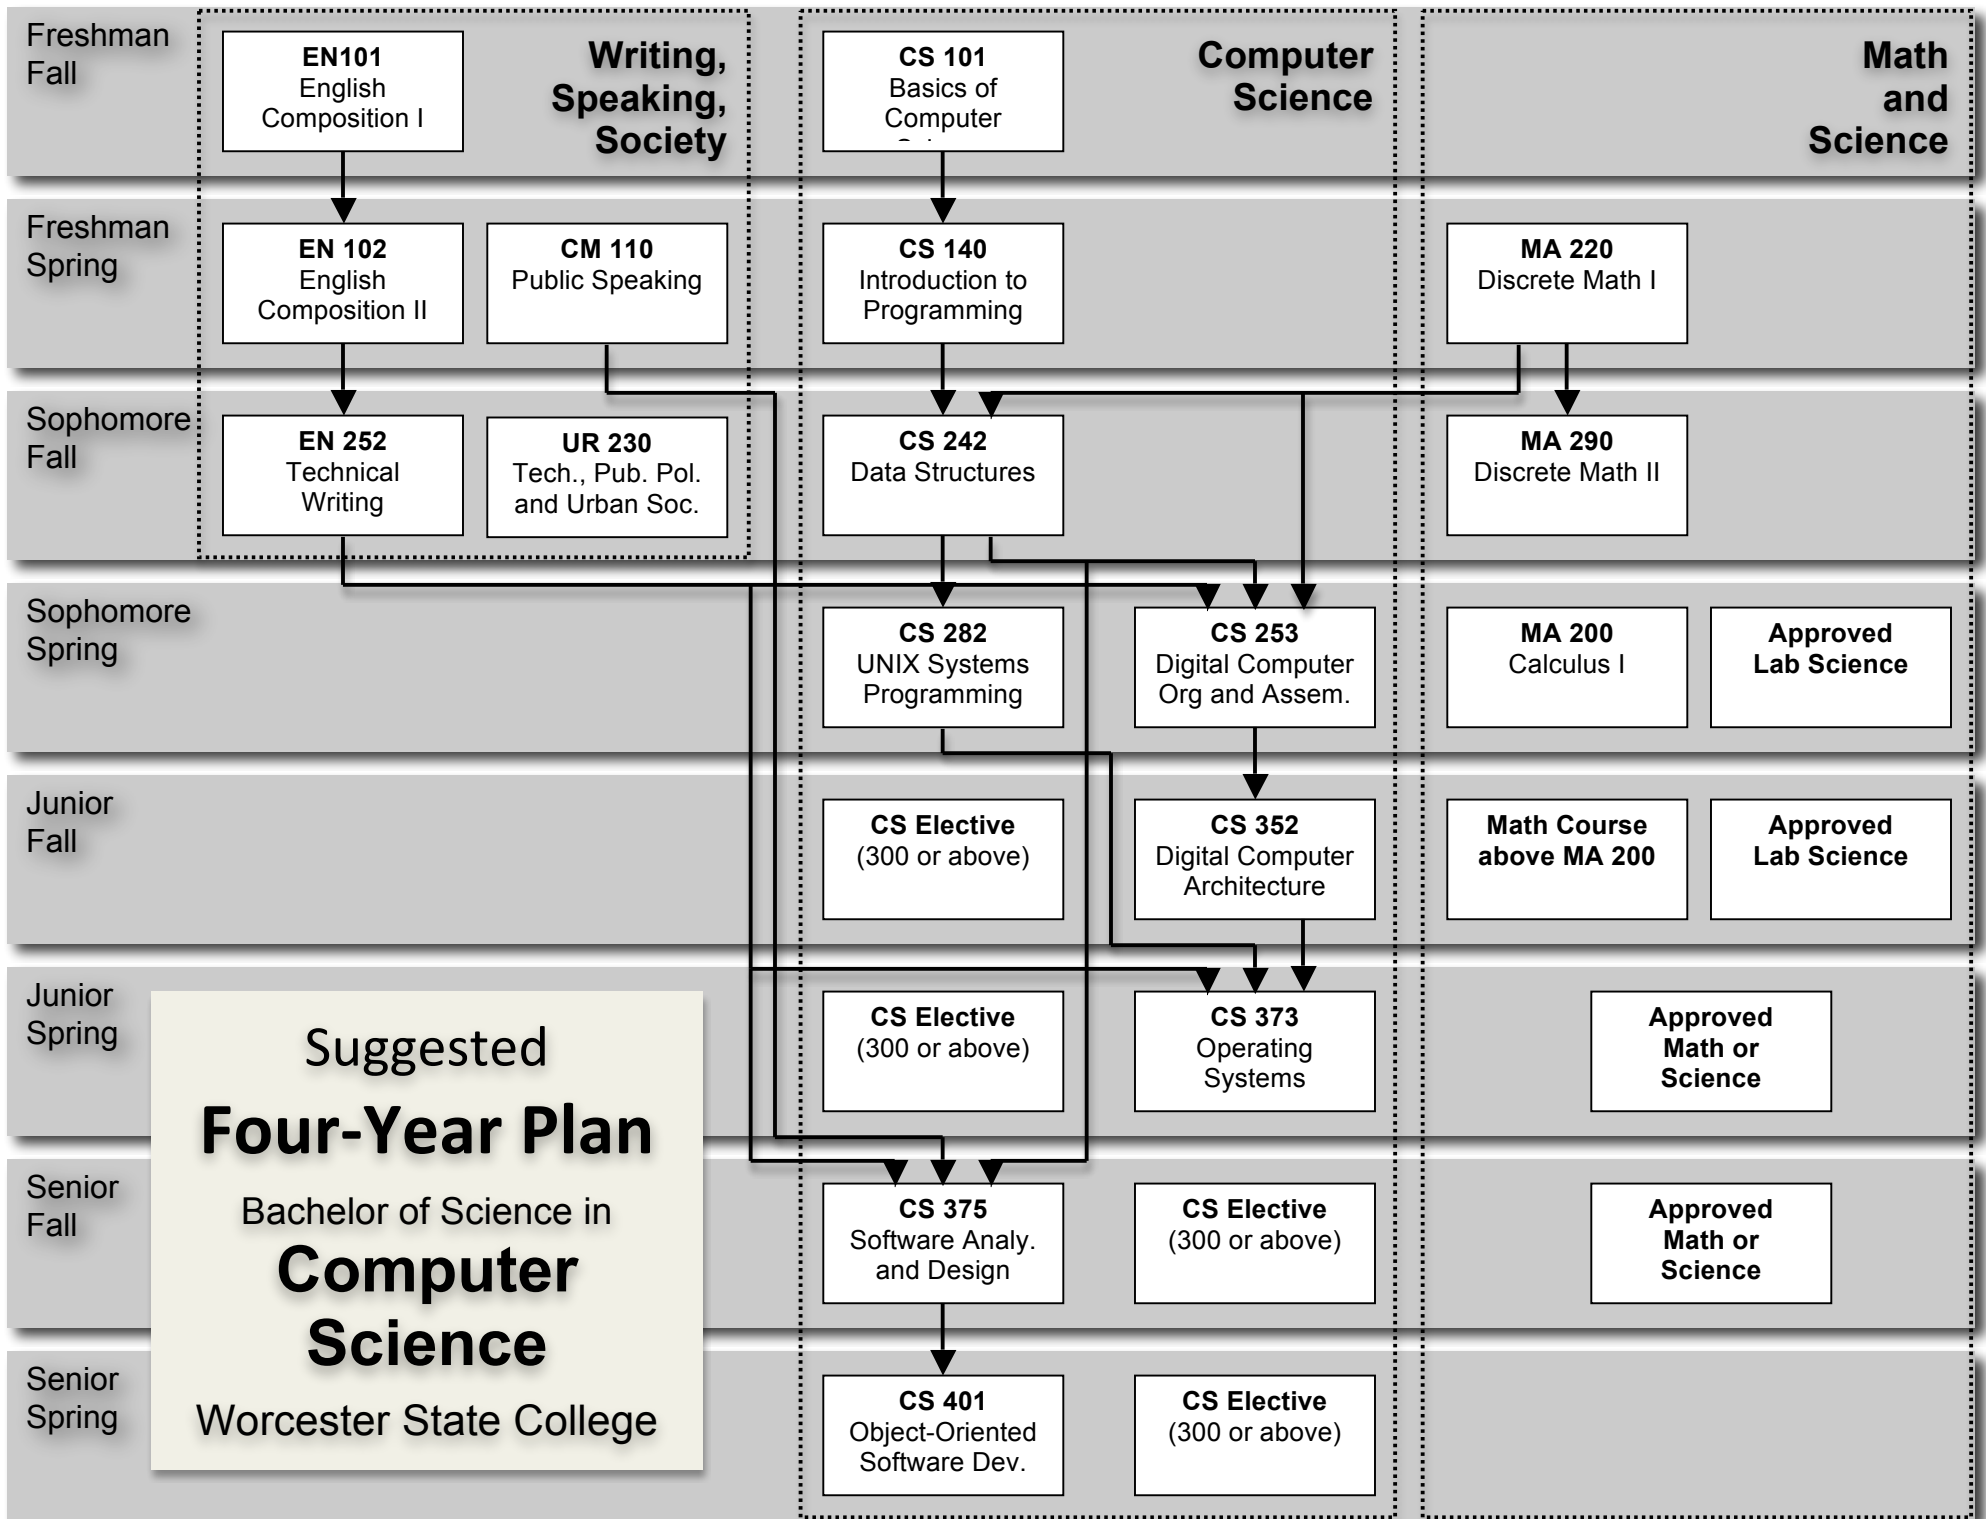 Freshman
Fall
EN101
English
Composition I
Writing,
Speaking,
Society
CS 101
Basics of
Computer
Computer
Science
Math
and
Science
Freshman
Spring
EN 102
English
Composition II
CM 110
Public Speaking
CS 140
Introduction to
Programming
MA 220
Discrete Math I
Sophomore
Fall
EN 252
Technical
Writing
UR 230
Tech., Pub. Pol.
and Urban Soc.
CS 242
Data Structures
MA 290
Discrete Math II
Sophomore
Spring
CS 282
UNIX Systems
Programming
CS 253
Digital Computer
Org and Assem.
MA 200
Calculus I
Approved
Lab Science
Junior
Fall
CS Elective
(300 or above)
CS 352
Digital Computer
Architecture
Math Course
above MA 200
Approved
Lab Science
Junior
Spring
CS Elective
(300 or above)
CS 373
Operating
Systems
Approved
Math or
Science
Senior
Fall
CS 375
Software Analy.
and Design
CS Elective
(300 or above)
Approved
Math or
Science
Senior
Spring
CS 401
Object-Oriented
Software Dev.
CS Elective
(300 or above)
Suggested
Four-Year Plan
Bachelor of Science in
Computer
Science
Worcester State College